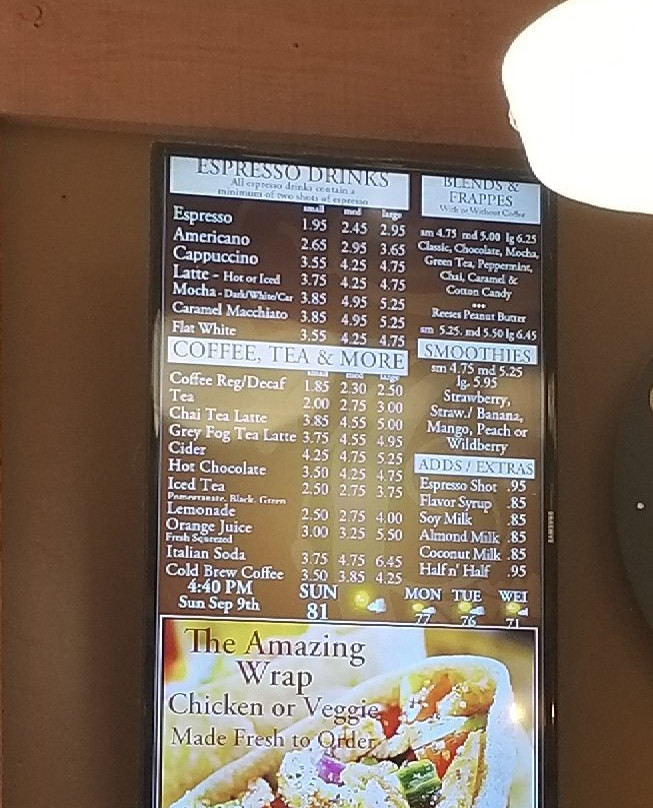 ESPRESSO DRINKS
All espresso drinks contain a
minimum of two shots of espresso
small med large
Espresso 1.95 2.45 2.95
Americano 2.65 2.95 3.65
Cappuccino 3.55 4.25 4.75
Latte - Hot or Iced 3.75 4.25 4.75
Mocha - Dark/White/Car 3.85 4.95 5.25
Caramel Macchiato 3.85 4.95 5.25
Flat White 3.55 4.25 4.75
COFFEE, TEA & MORE
small med large
Coffee Reg/Decaf 1.85 2.30 2.50
Tea 2.00 2.75 3.00
Chai Tea Latte 3.85 4.55 5.00
Grey Fog Tea Latte 3.75 4.55 4.95
Cider 4.25 4.75 5.25
Hot Chocolate 3.50 4.25 4.75
Iced Tea 2.50 2.75 3.75
Pomegranate, Black, Green
Lemonade 2.50 2.75 4.00
Orange Juice 3.00 3.25 5.50
Fresh Squeezed
Italian Soda 3.75 4.75 6.45
Cold Brew Coffee 3.50 3.85 4.25
BLENDS &
FRAPPES
With or Without Coffee
sm 4.75 md 5.00 lg 6.25
Classic, Chocolate, Mocha,
Green Tea, Peppermint,
Chai, Caramel &
Cotton Candy
•••
Reeses Peanut Butter
sm 5.25. md 5.50 lg 6.45
SMOOTHIES
sm 4.75 md 5.25
lg. 5.95
Strawberry,
Straw./ Banana,
Mango, Peach or
Wildberry
ADDS / EXTRAS
Espresso Shot .95
Flavor Syrup .85
Soy Milk .85
Almond Milk .85
Coconut Milk .85
Half n' Half .95
4:40 PM
Sun Sep 9th
SUN MON TUE WED
81 77 76 71
The Amazing
Wrap
Chicken or Veggie
Made Fresh to Order